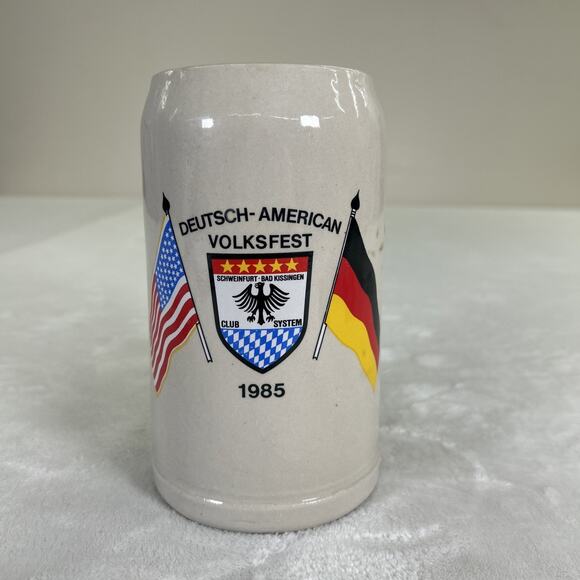 DEUTSCH-AMERICAN
VOLKSFEST
SCHWEINFURT·BAD KISSINGEN
CLUB SYSTEM
1985